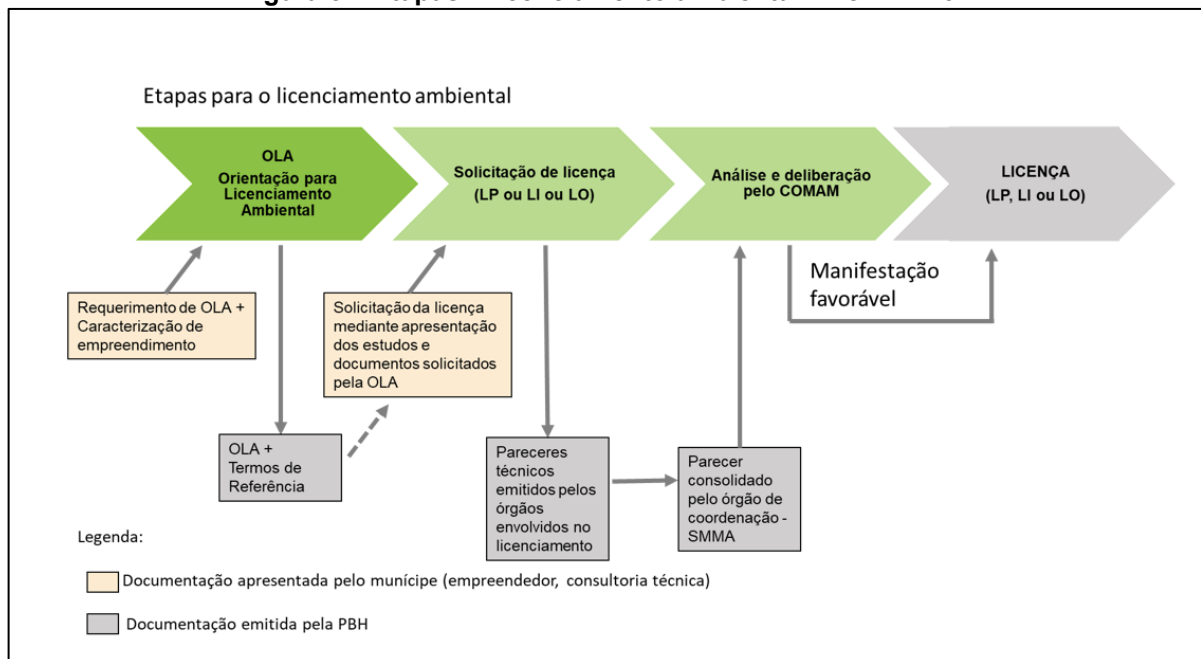 Etapas para o licenciamento ambiental
OLA
Orientação para
Licenciamento
Ambiental
Solicitação de licença
(LP ou LI ou LO)
Análise e deliberação
pelo COMAM
LICENÇA
(LP, LI ou LO)
Manifestação
favorável
Requerimento de OLA +
Caracterização de
empreendimento
Solicitação da licença
mediante apresentação
dos estudos e
documentos solicitados
pela OLA
OLA +
Termos de
Referência
Pareceres
técnicos
emitidos pelos
órgãos
envolvidos no
licenciamento
Parecer
consolidado
pelo órgão de
coordenação -
SMMA
Legenda:
Documentação apresentada pelo munícipe (empreendedor, consultoria técnica)
Documentação emitida pela PBH